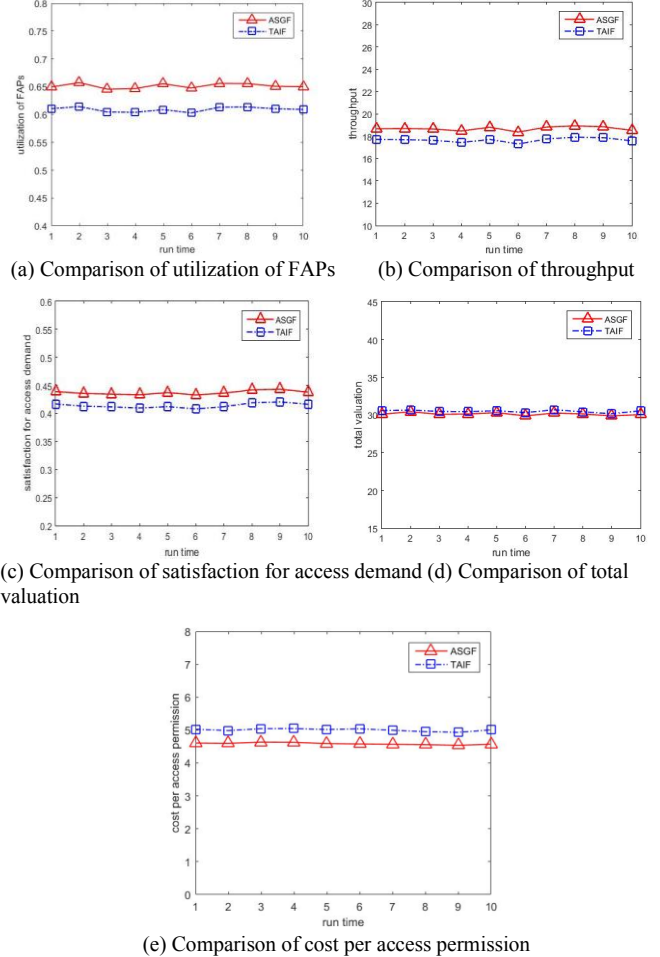 0.8
0.75
0.7
0.65
0.6
0.55
0.5
0.45
0.4
utilization of FAPs
ASGF
TAIF
1 2 3 4 5 6 7 8 9 10
run time
(a) Comparison of utilization of FAPs
30
28
26
24
22
20
18
16
14
12
10
throughput
ASGF
TAIF
1 2 3 4 5 6 7 8 9 10
run time
(b) Comparison of throughput
0.6
0.55
0.5
0.45
0.4
0.35
0.3
0.25
0.2
satisfaction for access demand
ASGF
TAIF
1 2 3 4 5 6 7 8 9 10
run time
45
40
35
30
25
20
15
total valuation
ASGF
TAIF
1 2 3 4 5 6 7 8 9 10
run time
(c) Comparison of satisfaction for access demand (d) Comparison of total
valuation
8
7
6
5
4
3
2
1
0
cost per access permission
ASGF
TAIF
1 2 3 4 5 6 7 8 9 10
run time
(e) Comparison of cost per access permission